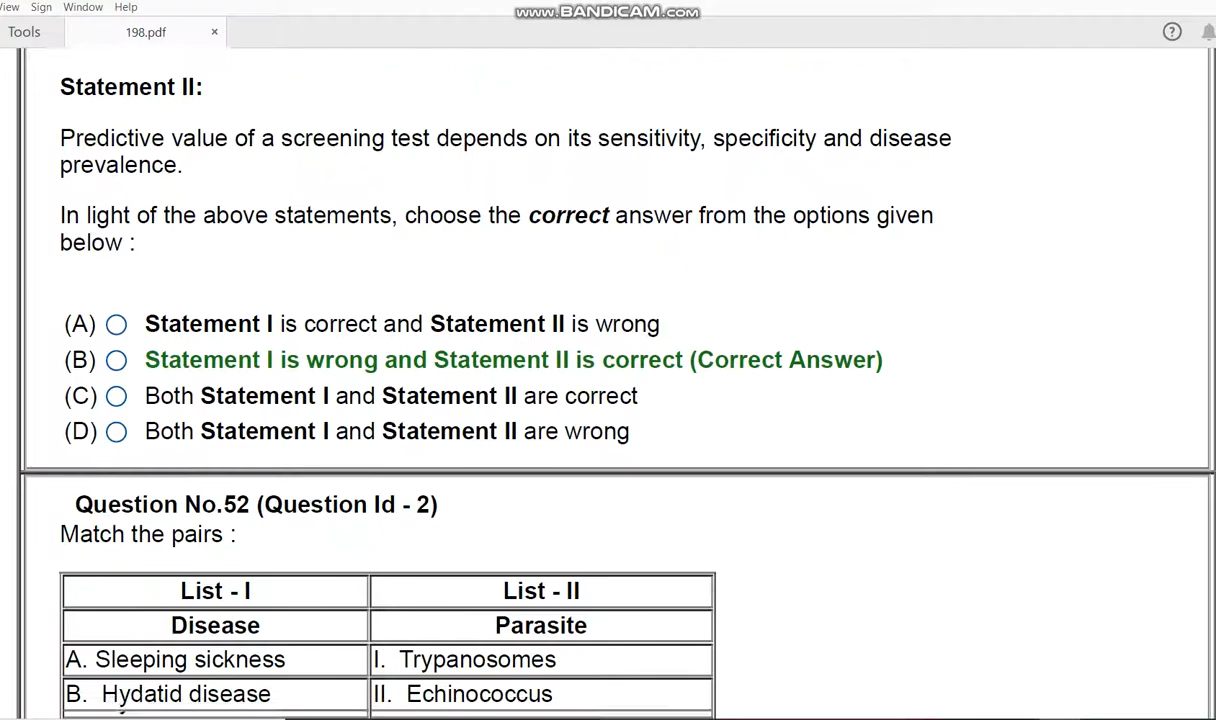 View Sign Window Help
www.BANDICAM.com
Tools 198.pdf ×
Statement II:
Predictive value of a screening test depends on its sensitivity, specificity and disease
prevalence.
In light of the above statements, choose the correct answer from the options given
below :
(A) Statement I is correct and Statement II is wrong
(B) Statement I is wrong and Statement II is correct (Correct Answer)
(C) Both Statement I and Statement II are correct
(D) Both Statement I and Statement II are wrong
Question No.52 (Question Id - 2)
Match the pairs :
List - I List - II
Disease Parasite
A. Sleeping sickness I. Trypanosomes
B. Hydatid disease II. Echinococcus